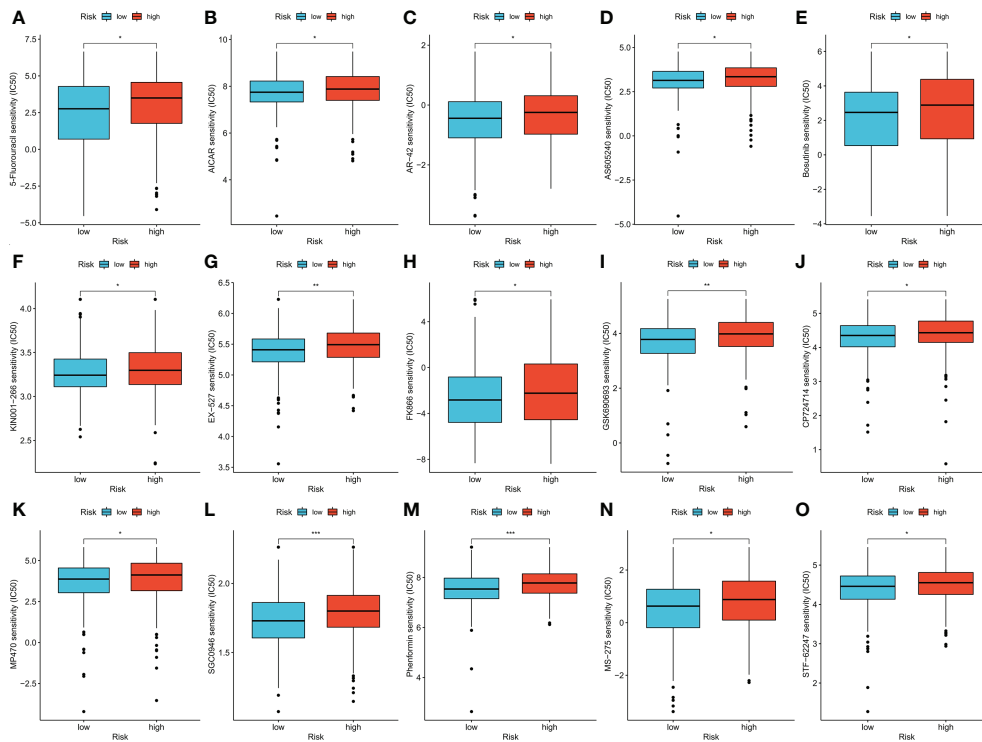 A
Risk low high
5-Fluorouracil sensitivity (IC50)
7.5
5.0
2.5
0.0
−2.5
−5.0
*
low high
Risk
B
Risk low high
AICAR sensitivity (IC50)
10
8
6
4
*
low high
Risk
C
Risk low high
AR−42 sensitivity (IC50)
2
0
−2
*
low high
Risk
D
Risk low high
AS605240 sensitivity (IC50)
5.0
2.5
0.0
−2.5
−5.0
*
low high
Risk
E
Risk low high
Bosutinib sensitivity (IC50)
6
4
2
0
−2
−4
*
low high
Risk
F
Risk low high
KIN001−266 sensitivity (IC50)
4.0
3.5
3.0
2.5
*
low high
Risk
G
Risk low high
EX−527 sensitivity (IC50)
6.5
6.0
5.5
5.0
4.5
4.0
3.5
**
low high
Risk
H
Risk low high
FK866 sensitivity (IC50)
4
0
−4
−8
*
low high
Risk
I
Risk low high
GSK690693 sensitivity (IC50)
4
2
0
**
low high
Risk
J
Risk low high
CP724714 sensitivity (IC50)
5
4
3
2
1
*
low high
Risk
K
Risk low high
MP470 sensitivity (IC50)
5.0
2.5
0.0
−2.5
*
low high
Risk
L
Risk low high
SGC0946 sensitivity (IC50)
2.0
1.75
1.5
***
low high
Risk
M
Risk low high
Phenformin sensitivity (IC50)
8
6
4
***
low high
Risk
N
Risk low high
MS−275 sensitivity (IC50)
2
0
−2
*
low high
Risk
O
Risk low high
STF−62247 sensitivity (IC50)
5
4
3
2
*
low high
Risk